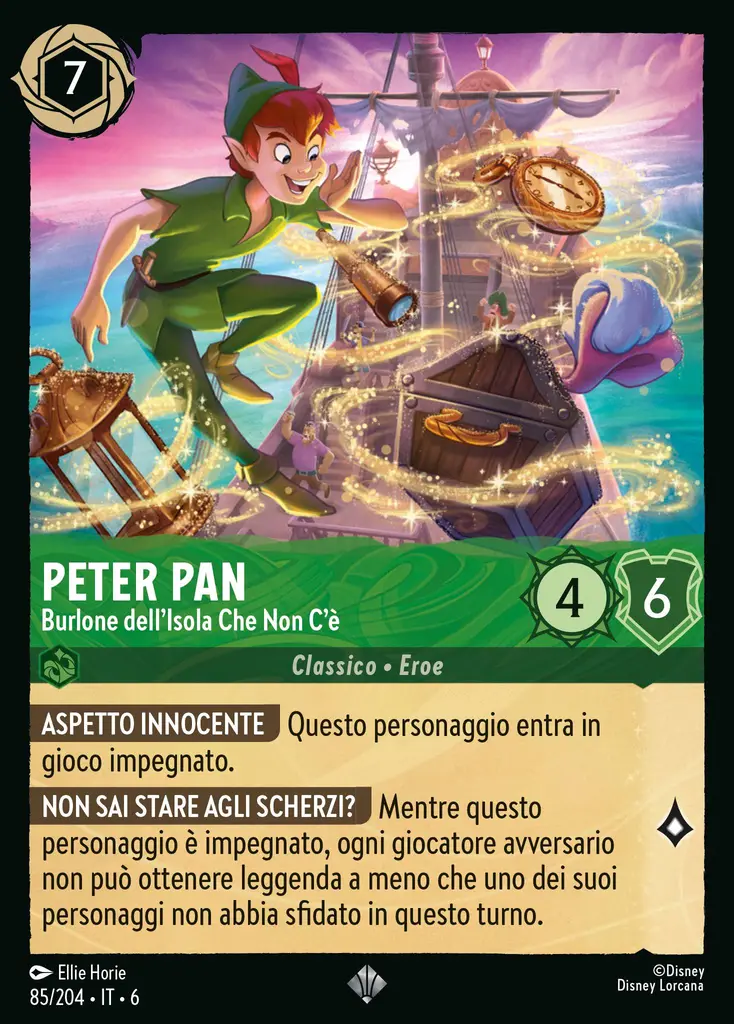 7
PETER PAN
Burlone dell'Isola Che Non C'è
4
6
Classico • Eroe
ASPETTO INNOCENTE Questo personaggio entra in
gioco impegnato.
NON SAI STARE AGLI SCHERZI? Mentre questo
personaggio è impegnato, ogni giocatore avversario
non può ottenere leggenda a meno che uno dei suoi
personaggi non abbia sfidato in questo turno.
Ellie Horie
85/204 • IT • 6
©Disney
Disney Lorcana